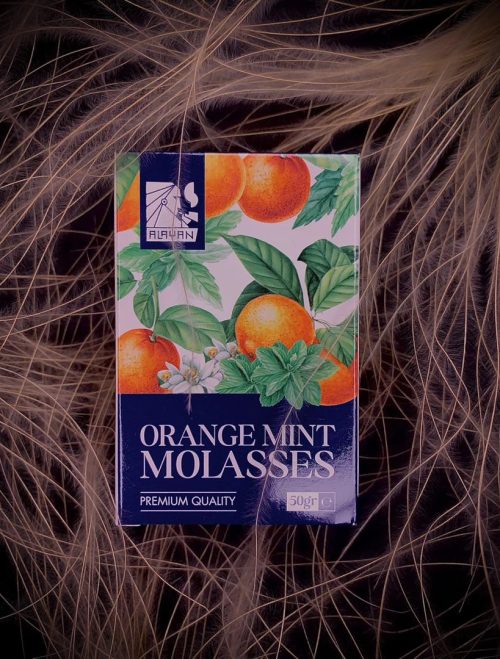 ALAYAN
ORANGE MINT
MOLASSES
PREMIUM QUALITY
50gr e